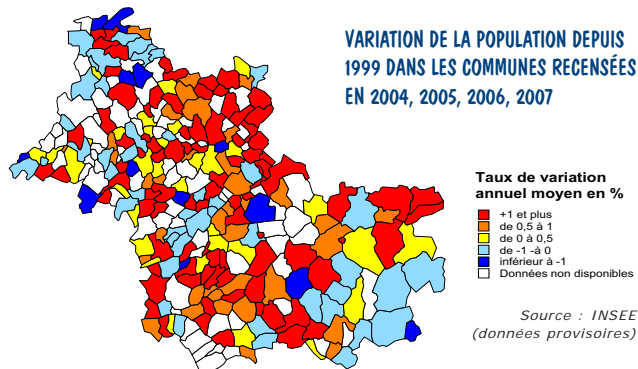 VARIATION DE LA POPULATION DEPUIS
1999 DANS LES COMMUNES RECENSÉES
EN 2004, 2005, 2006, 2007
Taux de variation
annuel moyen en %
+1 et plus
de 0,5 à 1
de 0 à 0,5
de -1 -à 0
inférieur à -1
Données non disponibles
Source : INSEE
(données provisoires)